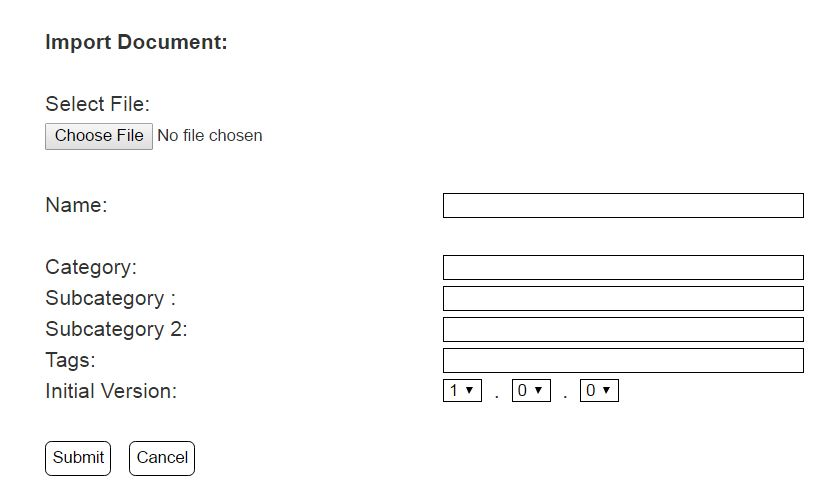 Import Document:
Select File:
Choose File No file chosen
Name:
Category:
Subcategory :
Subcategory 2:
Tags:
Initial Version: 1 . 0 . 0
Submit Cancel